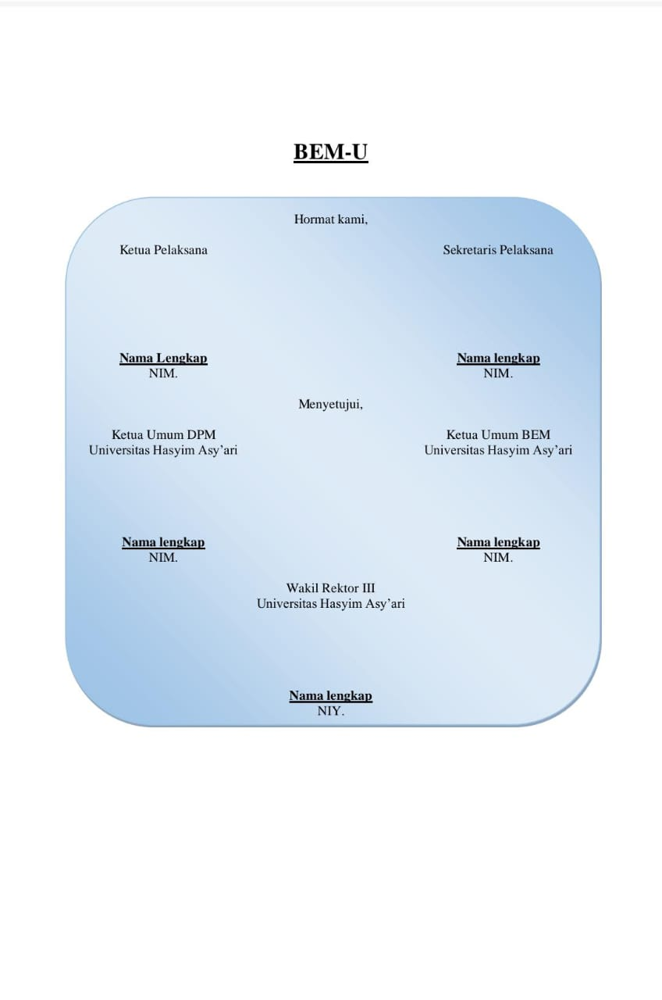 BEM-U
Hormat kami,
Ketua Pelaksana
Sekretaris Pelaksana
Nama Lengkap
NIM.
Nama lengkap
NIM.
Menyetujui,
Ketua Umum DPM
Universitas Hasyim Asy’ari
Ketua Umum BEM
Universitas Hasyim Asy’ari
Nama lengkap
NIM.
Nama lengkap
NIM.
Wakil Rektor III
Universitas Hasyim Asy’ari
Nama lengkap
NIY.